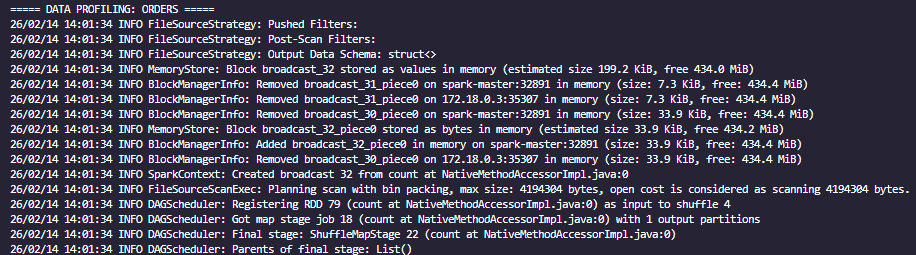 ===== DATA PROFILING: ORDERS =====
26/02/14 14:01:34 INFO FileSourceStrategy: Pushed Filters:
26/02/14 14:01:34 INFO FileSourceStrategy: Post-Scan Filters:
26/02/14 14:01:34 INFO FileSourceStrategy: Output Data Schema: struct<>
26/02/14 14:01:34 INFO MemoryStore: Block broadcast_32 stored as values in memory (estimated size 199.2 KiB, free 434.0 MiB)
26/02/14 14:01:34 INFO BlockManagerInfo: Removed broadcast_31_piece0 on spark-master:32891 in memory (size: 7.3 KiB, free: 434.4 MiB)
26/02/14 14:01:34 INFO BlockManagerInfo: Removed broadcast_31_piece0 on 172.18.0.3:35307 in memory (size: 7.3 KiB, free: 434.4 MiB)
26/02/14 14:01:34 INFO BlockManagerInfo: Removed broadcast_30_piece0 on spark-master:32891 in memory (size: 33.9 KiB, free: 434.4 MiB)
26/02/14 14:01:34 INFO MemoryStore: Block broadcast_32_piece0 stored as bytes in memory (estimated size 33.9 KiB, free 434.2 MiB)
26/02/14 14:01:34 INFO BlockManagerInfo: Added broadcast_32_piece0 in memory on spark-master:32891 (size: 33.9 KiB, free: 434.4 MiB)
26/02/14 14:01:34 INFO BlockManagerInfo: Removed broadcast_30_piece0 on 172.18.0.3:35307 in memory (size: 33.9 KiB, free: 434.4 MiB)
26/02/14 14:01:34 INFO SparkContext: Created broadcast 32 from count at NativeMethodAccessorImpl.java:0
26/02/14 14:01:34 INFO FileSourceScanExec: Planning scan with bin packing, max size: 4194304 bytes, open cost is considered as scanning 4194304 bytes.
26/02/14 14:01:34 INFO DAGScheduler: Registering RDD 79 (count at NativeMethodAccessorImpl.java:0) as input to shuffle 4
26/02/14 14:01:34 INFO DAGScheduler: Got map stage job 18 (count at NativeMethodAccessorImpl.java:0) with 1 output partitions
26/02/14 14:01:34 INFO DAGScheduler: Final stage: ShuffleMapStage 22 (count at NativeMethodAccessorImpl.java:0)
26/02/14 14:01:34 INFO DAGScheduler: Parents of final stage: List()